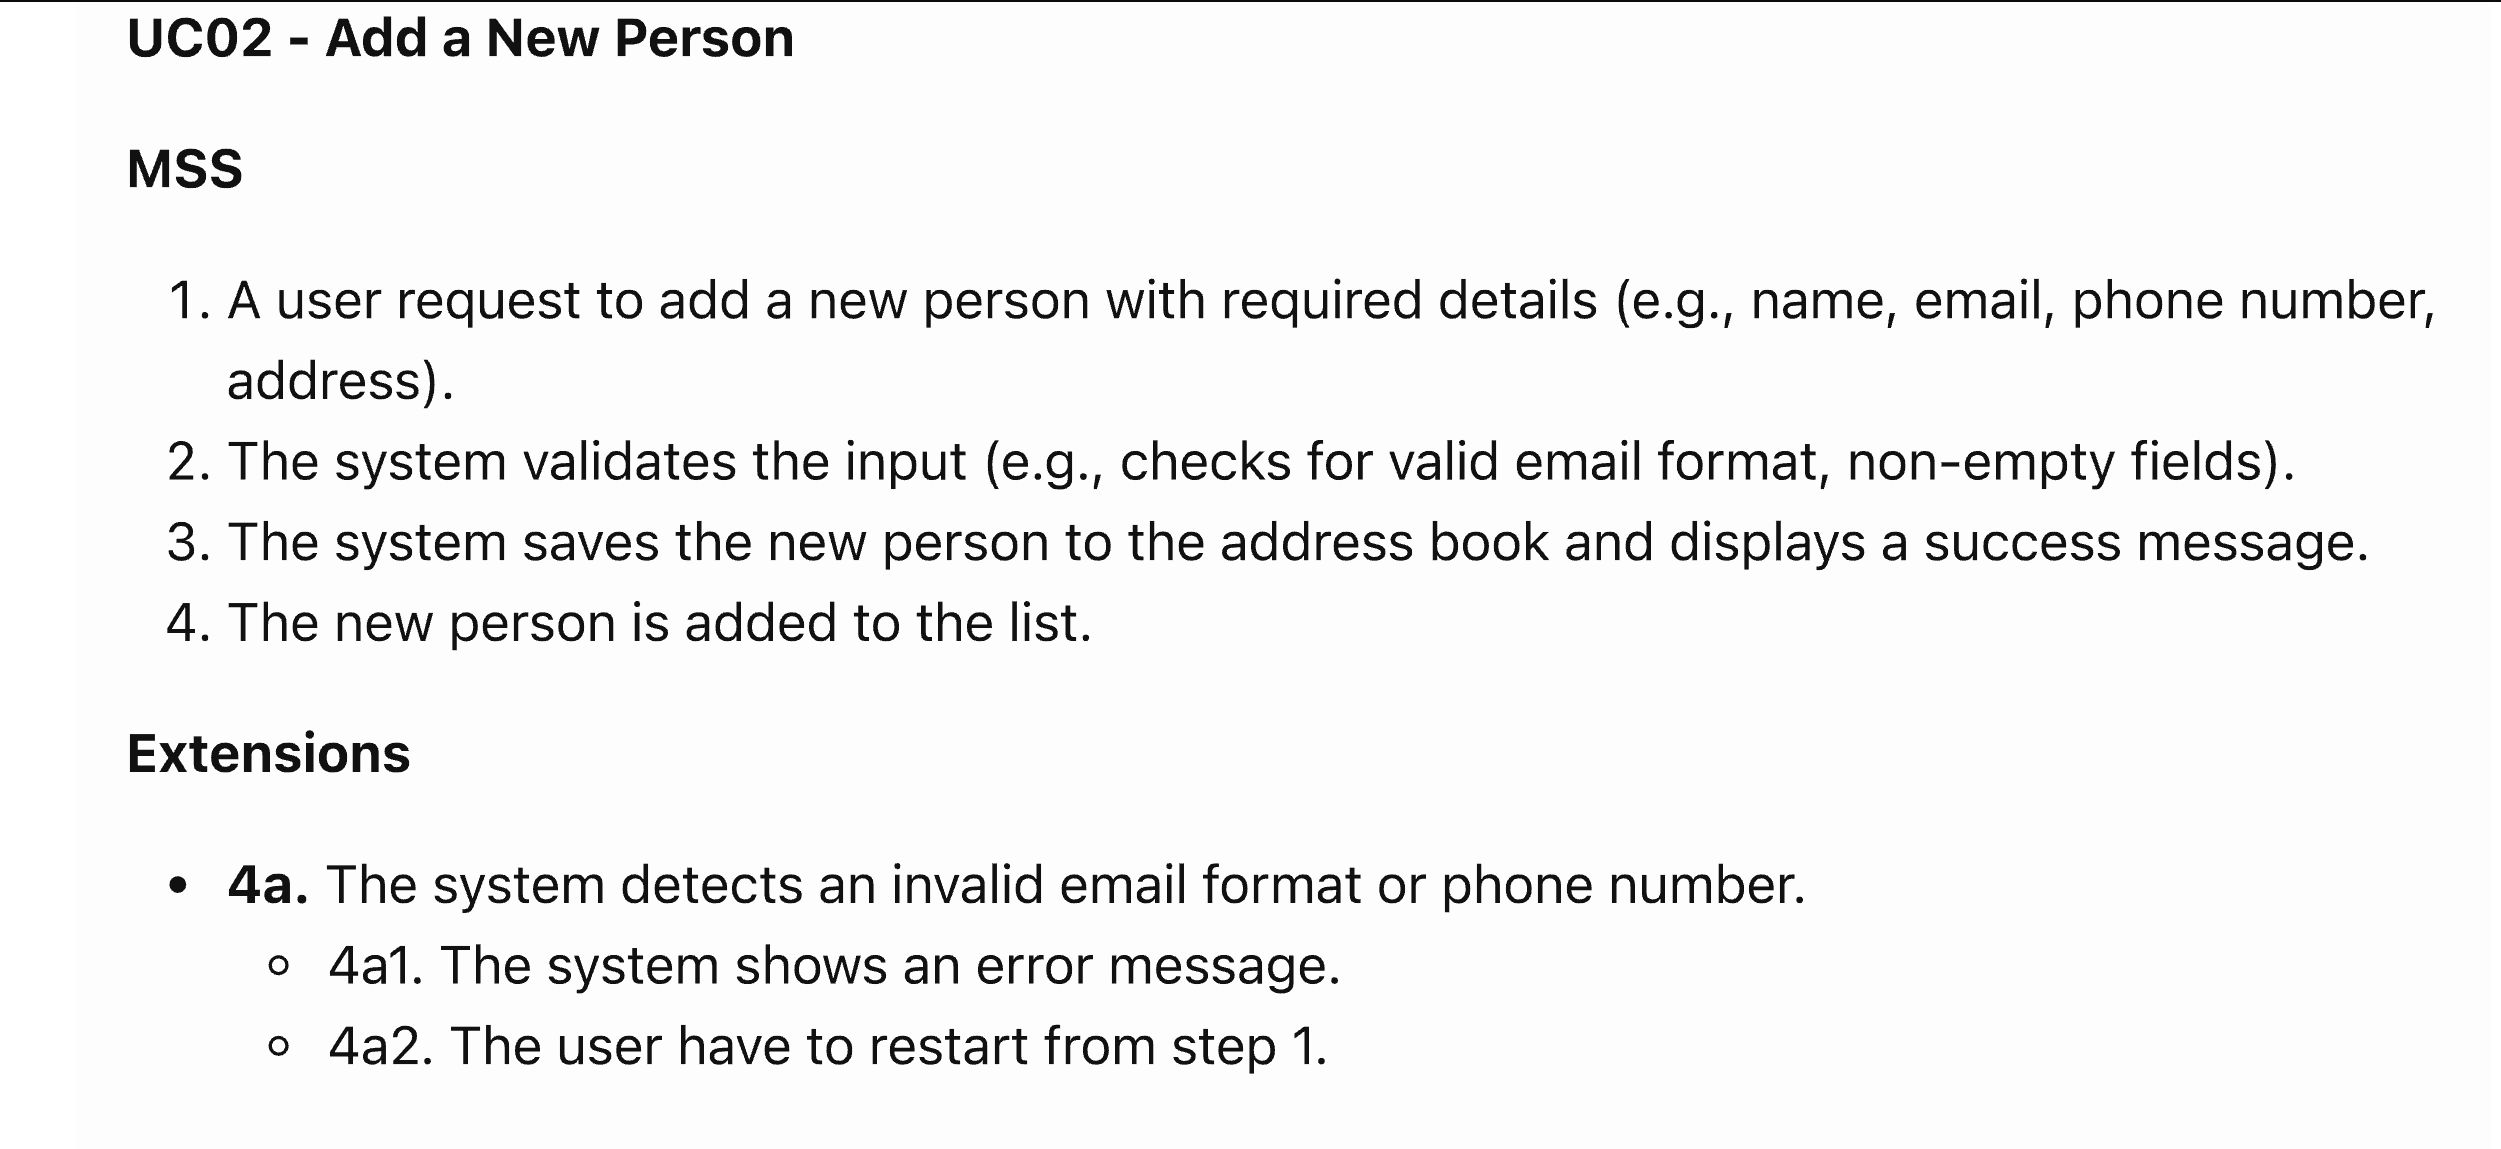 UC02 - Add a New Person
MSS
1. A user request to add a new person with required details (e.g., name, email, phone number,
address).
2. The system validates the input (e.g., checks for valid email format, non-empty fields).
3. The system saves the new person to the address book and displays a success message.
4. The new person is added to the list.
Extensions
• 4a. The system detects an invalid email format or phone number.
◦ 4a1. The system shows an error message.
◦ 4a2. The user have to restart from step 1.